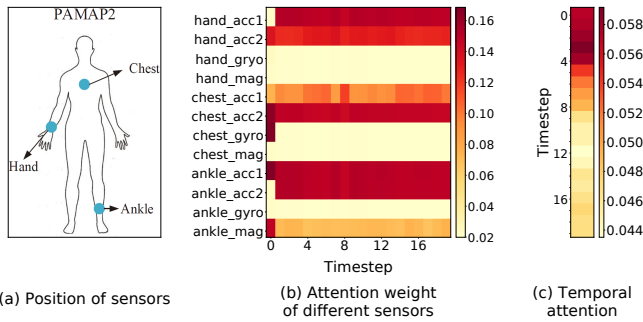 PAMAP2
Chest
Hand
Ankle
(a) Position of sensors
hand_acc1
hand_acc2
hand_gryo
hand_mag
chest_acc1
chest_acc2
chest_gyro
chest_mag
ankle_acc1
ankle_acc2
ankle_gyro
ankle_mag
0 4 8 12 16
Timestep
0.16
0.14
0.12
0.10
0.08
0.06
0.04
0.02
(b) Attention weight
of different sensors
Timestep
0
4
8
12
16
0.058
0.056
0.054
0.052
0.050
0.048
0.046
0.044
(c) Temporal
attention